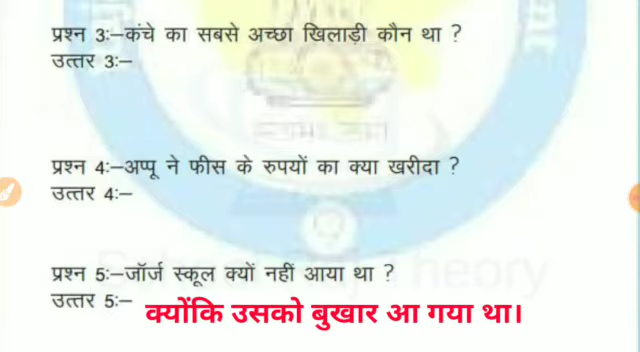 प्रश्न 3:–कंचे का सबसे अच्छा खिलाड़ी कौन था ?
उत्तर 3:–
प्रश्न 4:–अप्पू ने फीस के रुपयों का क्या खरीदा ?
उत्तर 4:–
प्रश्न 5:–जॉर्ज स्कूल क्यों नहीं आया था ?
उत्तर 5:– क्योंकि उसको बुखार आ गया था।